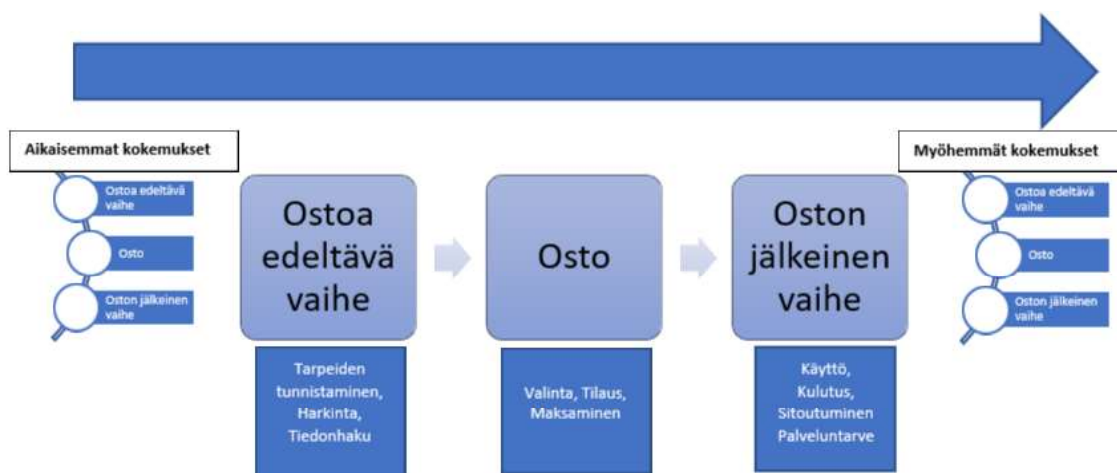 Aikaisemmat kokemukset
Ostoa edeltävä
vaihe
Osto
Oston jälkeinen
vaihe
Ostoa
edeltävä
vaihe
Tarpeiden
tunnistaminen,
Harkinta,
Tiedonhaku
Osto
Valinta, Tilaus,
Maksaminen
Oston
jälkeinen
vaihe
Käyttö,
Kulutus,
Sitoutuminen
Palveluntarve
Myöhemmät kokemukset
Ostoa edeltävä
vaihe
Osto
Oston jälkeinen
vaihe